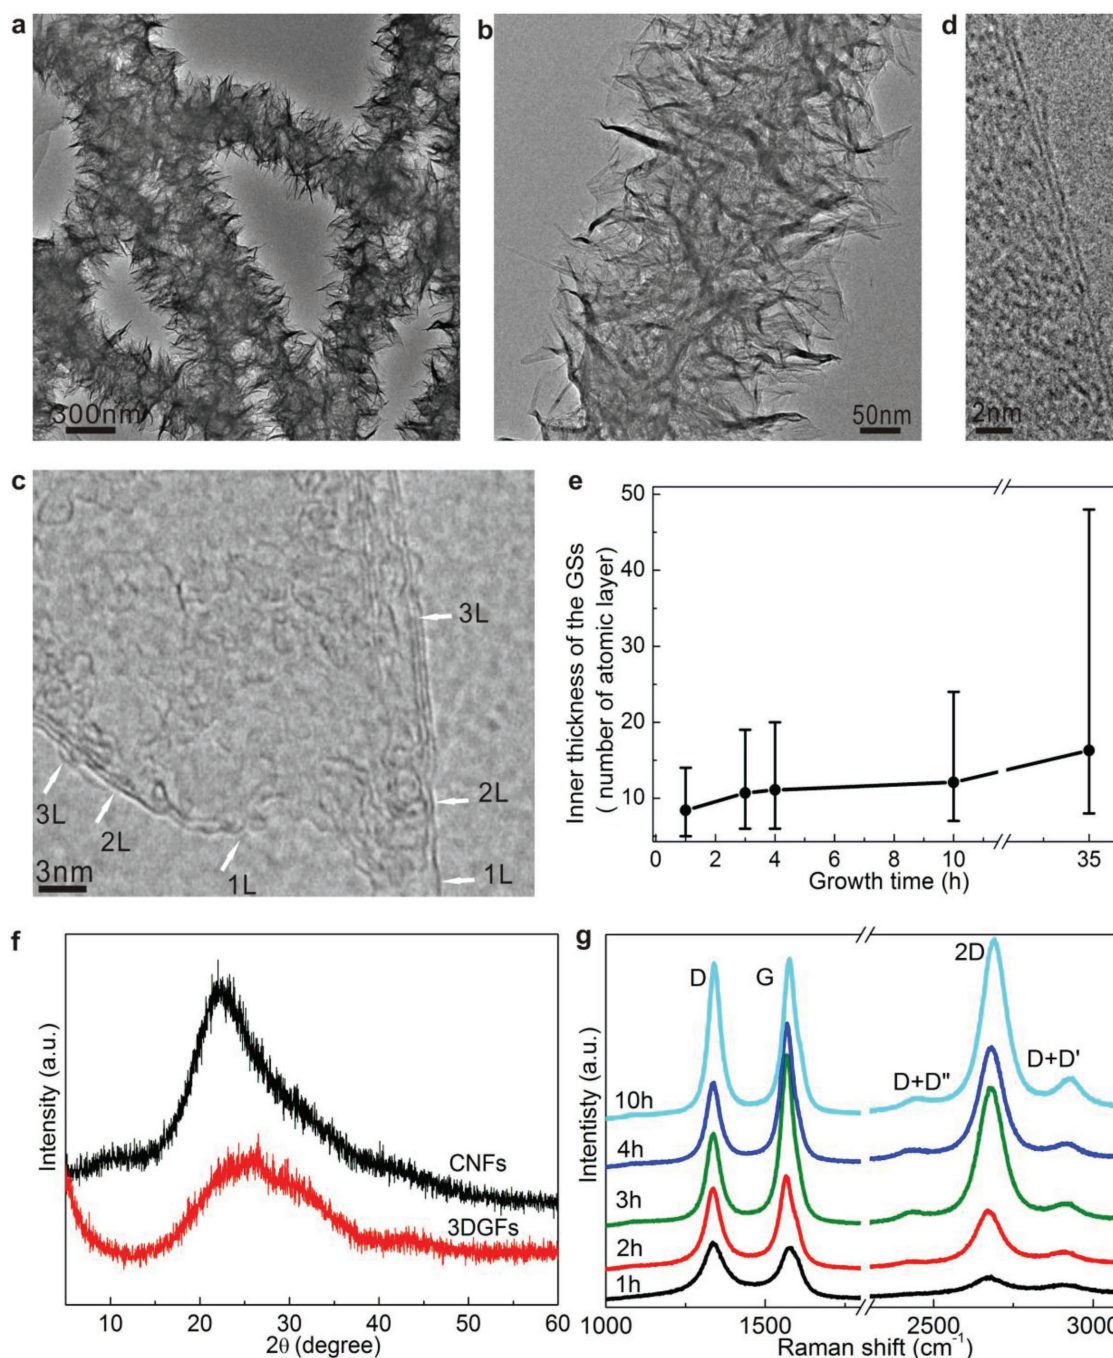 a
300nm
b
50nm
d
2nm
c
3L
2L
1L
3L
2L
1L
3nm
e
Inner thickness of the GSs
( number of atomic layer)
50
40
30
20
10
0
2
4
6
8
10
35
Growth time (h)
f
Intensity (a.u.)
CNFs
3DGFs
10
20
30
40
50
60
2θ (degree)
g
Intentisty (a.u.)
D
G
2D
D+D"
D+D'
10h
4h
3h
2h
1h
1000
1500
2500
3000
Raman shift (cm⁻¹)